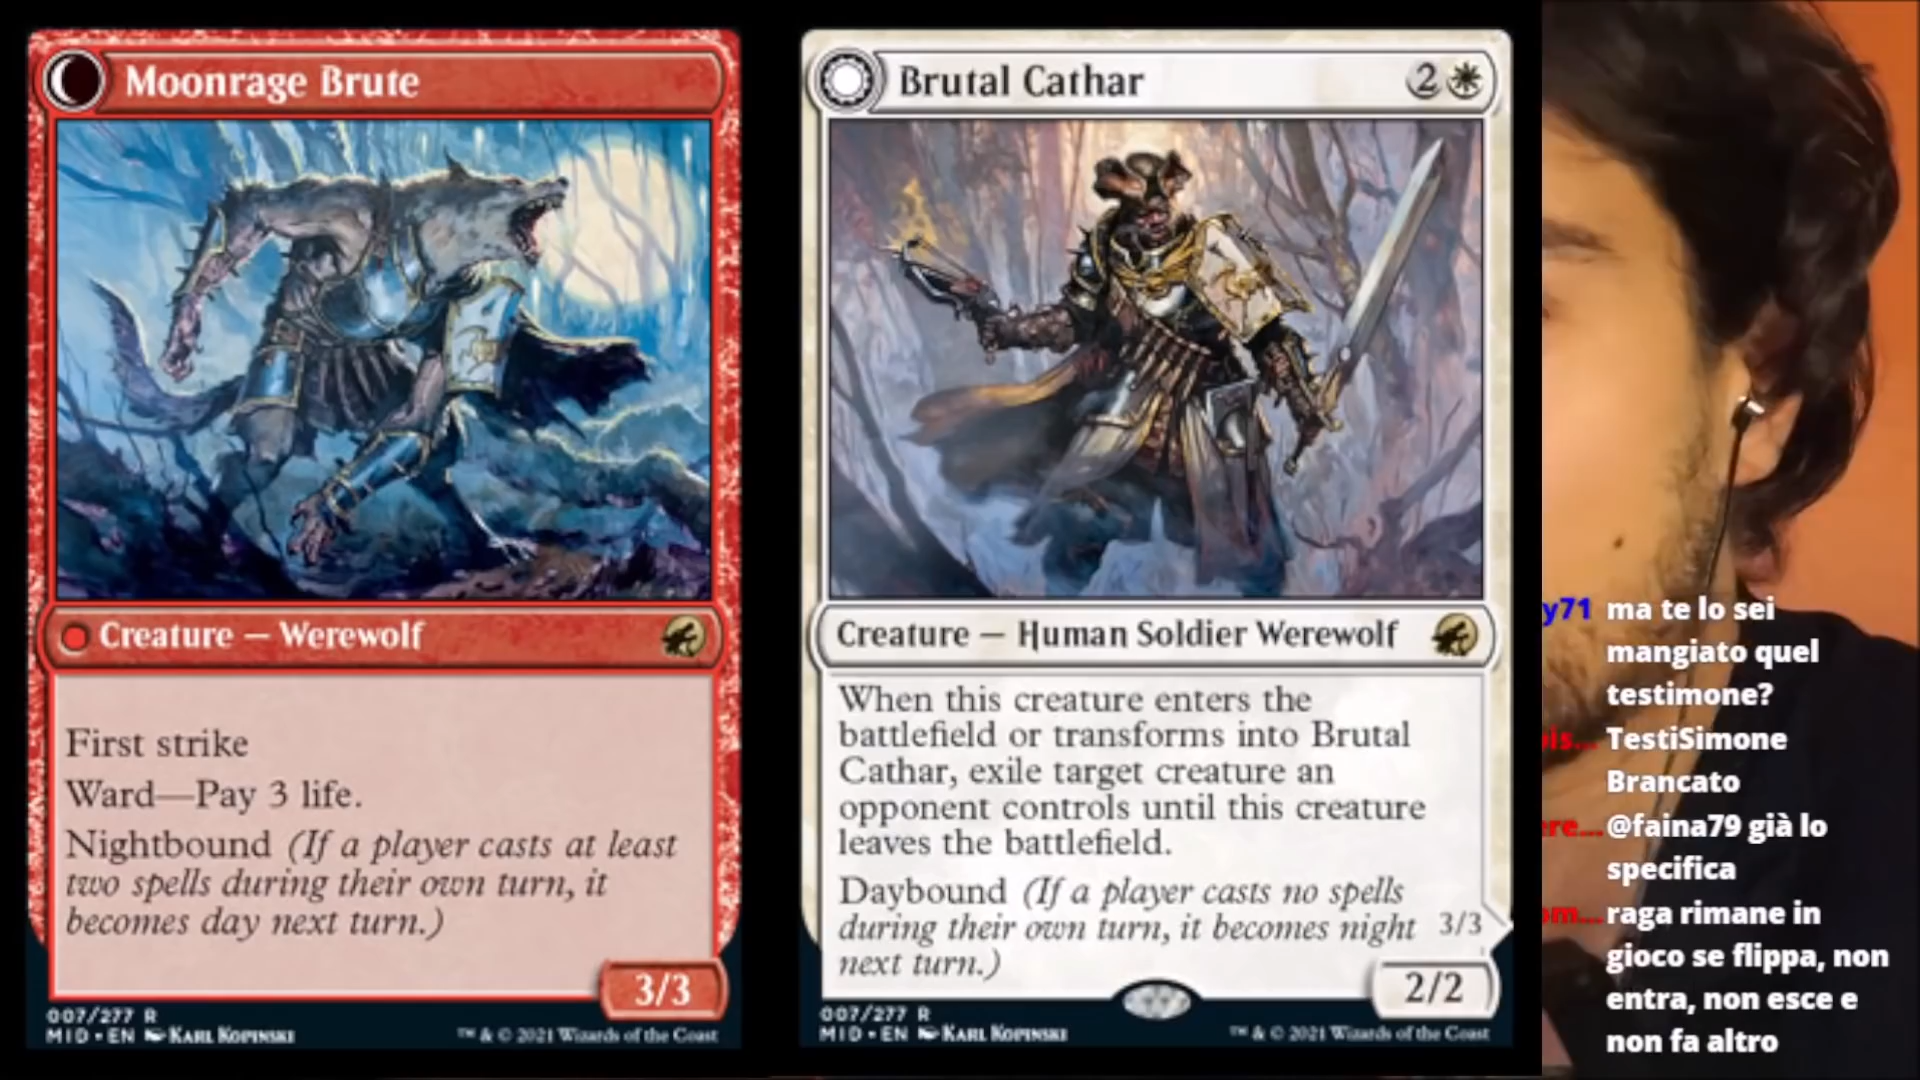 Moonrage Brute
Creature — Werewolf
First strike
Ward—Pay 3 life.
Nightbound (If a player casts at least
two spells during their own turn, it
becomes day next turn.)
3/3
007/277 R
MID • EN KARL KOPINSKI
™ & © 2021 Wizards of the Coast
Brutal Cathar
2
Creature — Human Soldier Werewolf
When this creature enters the
battlefield or transforms into Brutal
Cathar, exile target creature an
opponent controls until this creature
leaves the battlefield.
Daybound (If a player casts no spells
during their own turn, it becomes night
next turn.)
3/3
2/2
007/277 R
MID • EN KARL KOPINSKI
™ & © 2021 Wizards of the Coast
y71 ma te lo sei
mangiato quel
testimone?
is... TestiSimone
Brancato
ere... @faina79 già lo
specifica
om... raga rimane in
gioco se flippa, non
entra, non esce e
non fa altro